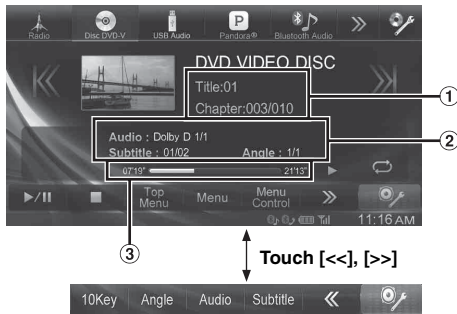 Radio Disc DVD-V USB Audio P Pandora® Bluetooth Audio >>
DVD VIDEO DISC
Title:01
Chapter:003/010
1
Audio : Dolby D 1/1
2
Subtitle : 01/02 Angle : 1/1
07'19" 21'13"
Top Menu Menu Menu Control >>
11:16 AM
3
Touch [<<], [>>]
10Key Angle Audio Subtitle <<